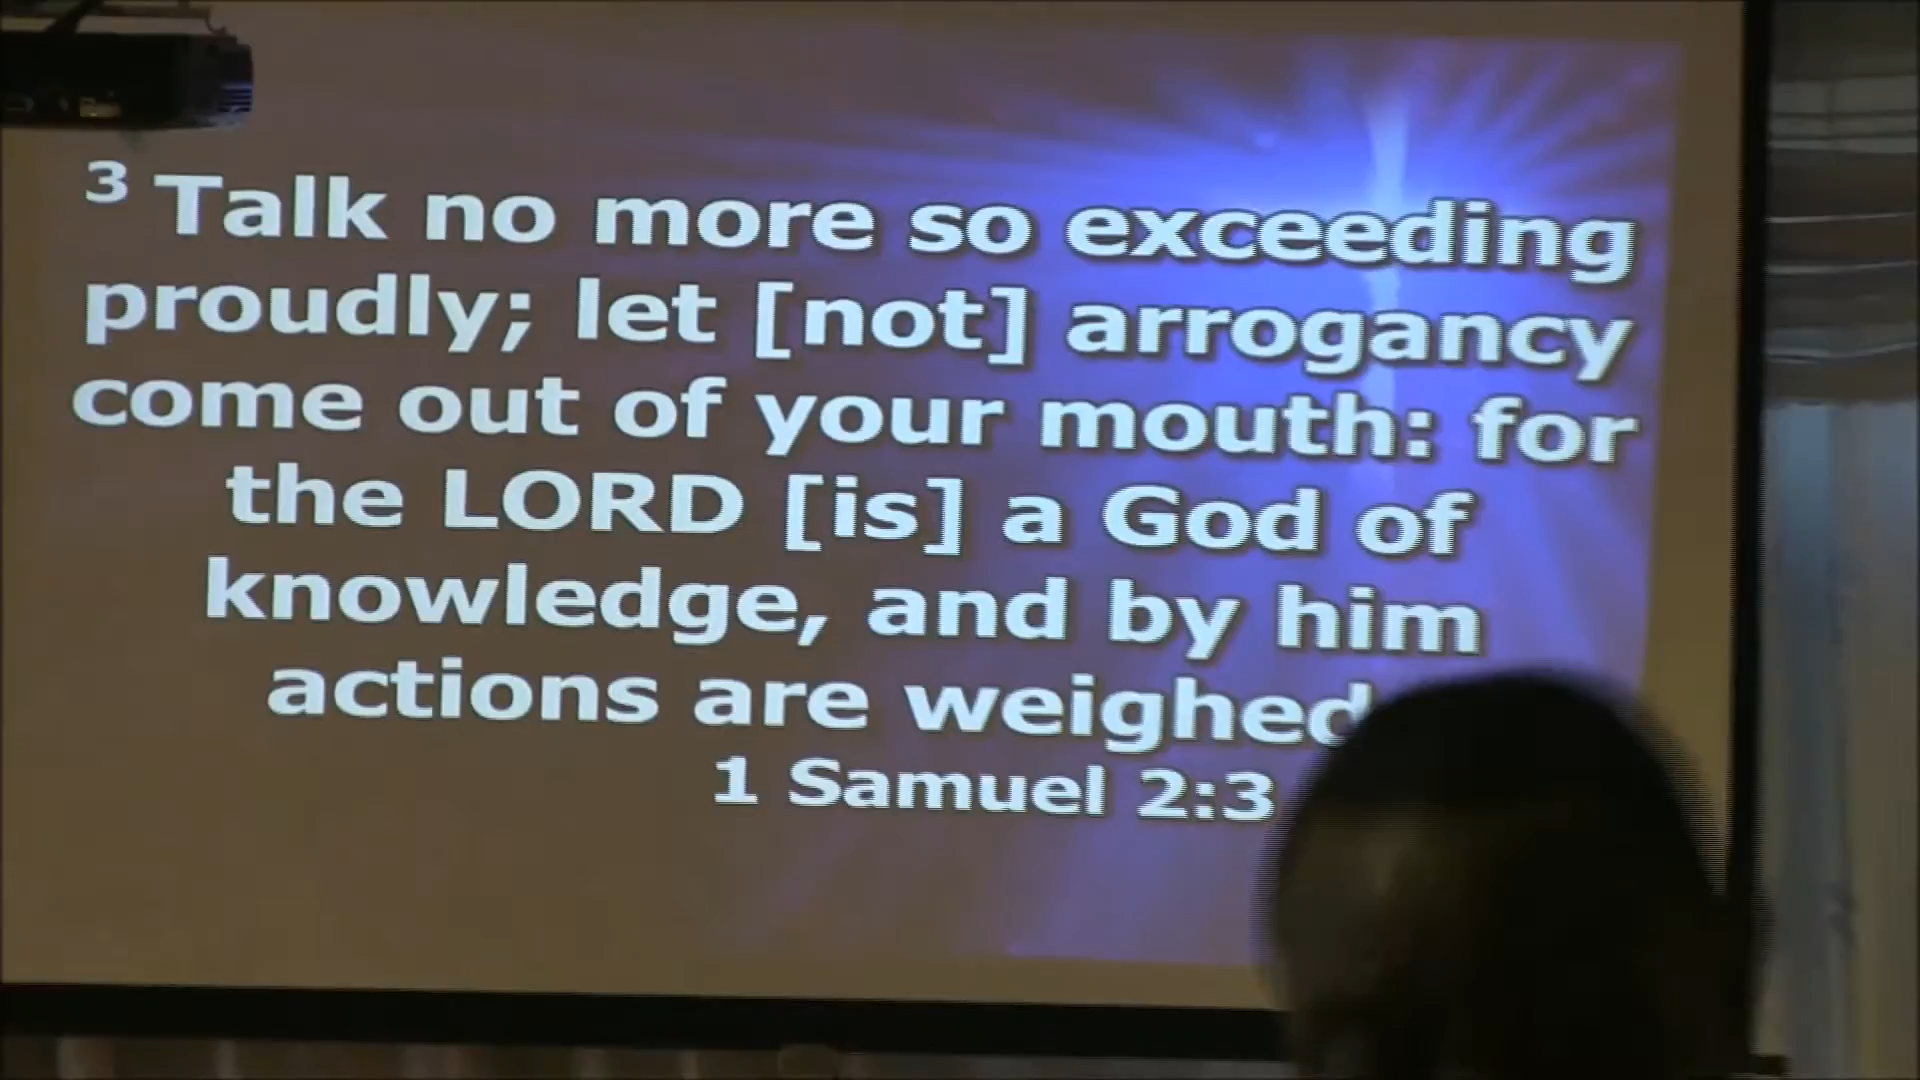 3 Talk no more so exceeding
proudly; let [not] arrogancy
come out of your mouth: for
the LORD [is] a God of
knowledge, and by him
actions are weighed
1 Samuel 2:3